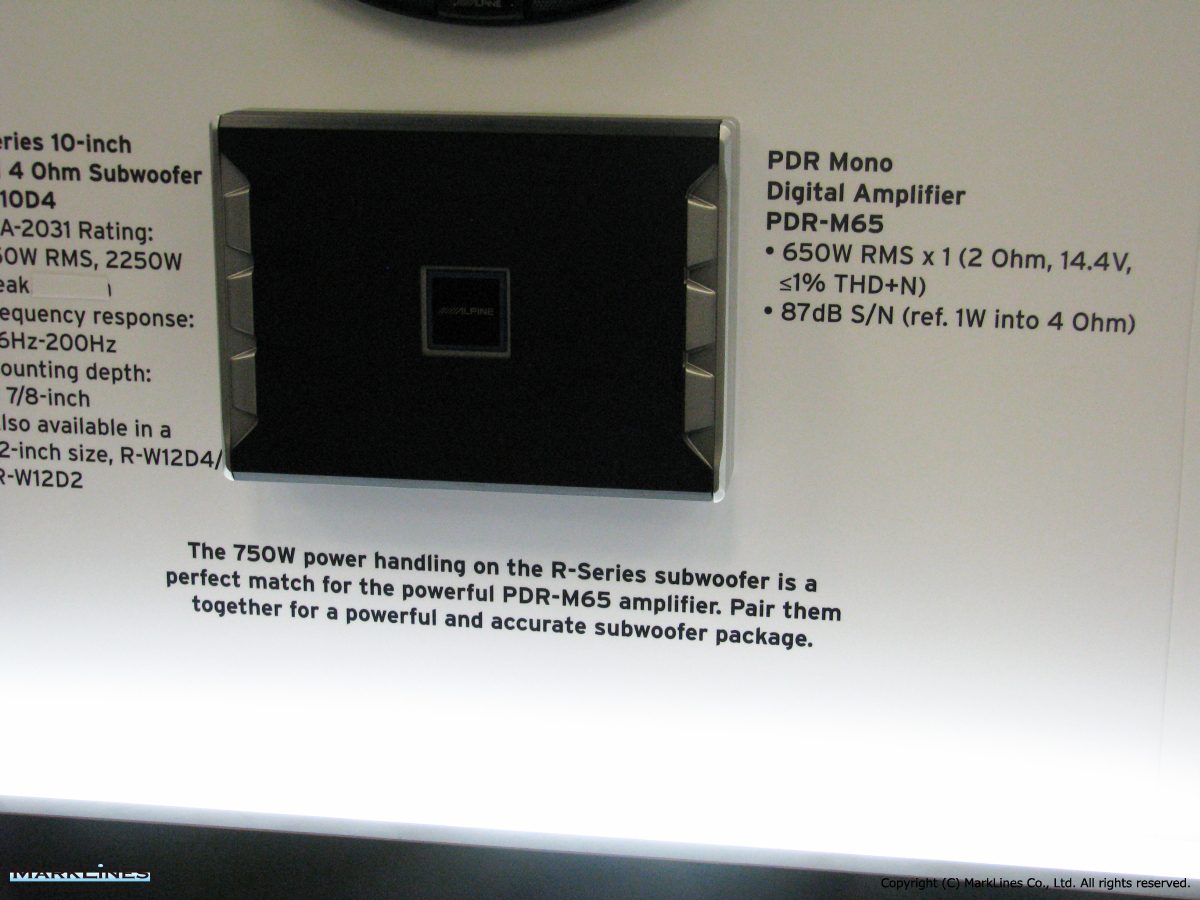 ALPINE
eries 10-inch
4 Ohm Subwoofer
10D4
A-2031 Rating:
50W RMS, 2250W
eak
requency response:
6Hz-200Hz
ounting depth:
7/8-inch
lso available in a
2-inch size, R-W12D4/
R-W12D2
ALPINE
PDR Mono
Digital Amplifier
PDR-M65
• 650W RMS x 1 (2 Ohm, 14.4V,
≤1% THD+N)
• 87dB S/N (ref. 1W into 4 Ohm)
The 750W power handling on the R-Series subwoofer is a
perfect match for the powerful PDR-M65 amplifier. Pair them
together for a powerful and accurate subwoofer package.
MARKLINES
Copyright (C) MarkLines Co., Ltd. All rights reserved.